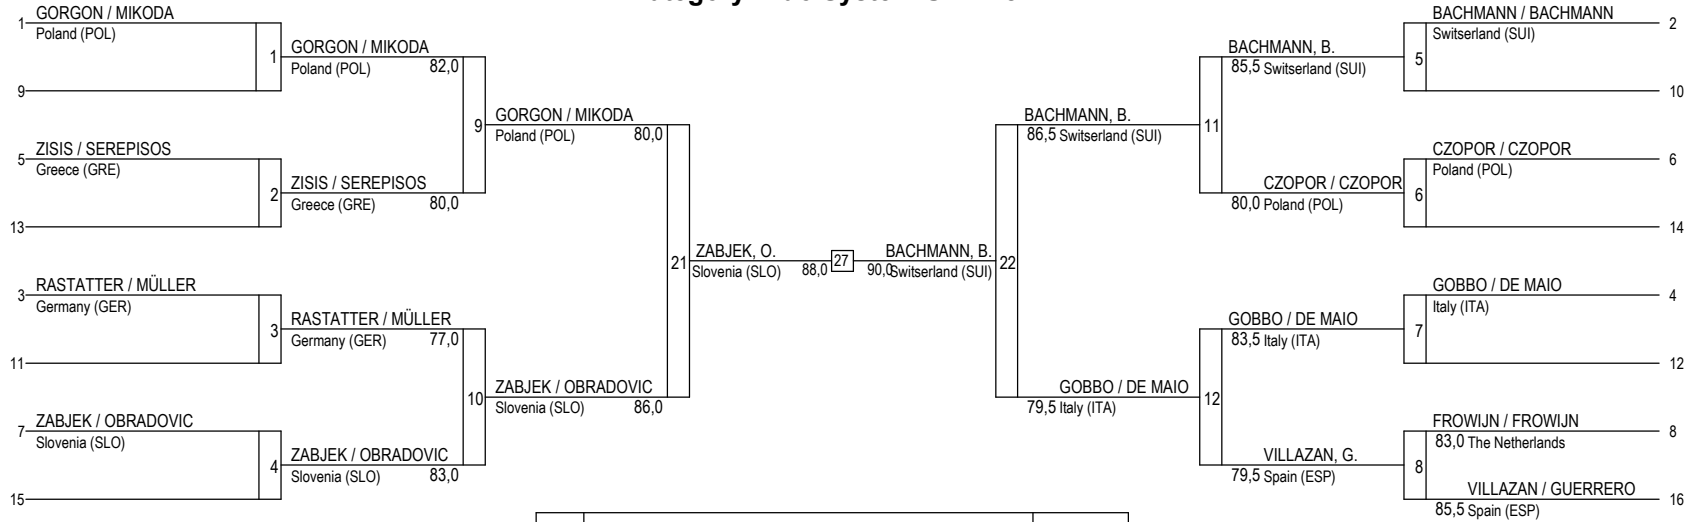 1
GORGON / MIKODA
Poland (POL)
1
9
GORGON / MIKODA
Poland (POL)
82,0
5
ZISIS / SEREPISOS
Greece (GRE)
2
13
ZISIS / SEREPISOS
Greece (GRE)
80,0
9
GORGON / MIKODA
Poland (POL)
80,0
3
RASTATTER / MÜLLER
Germany (GER)
3
11
RASTATTER / MÜLLER
Germany (GER)
77,0
7
ZABJEK / OBRADOVIC
Slovenia (SLO)
4
15
ZABJEK / OBRADOVIC
Slovenia (SLO)
83,0
10
ZABJEK / OBRADOVIC
Slovenia (SLO)
86,0
21
ZABJEK, O.
Slovenia (SLO)
88,0
27
BACHMANN, B.
90,0 Switserland (SUI)
22
BACHMANN, B.
86,5 Switserland (SUI)
11
BACHMANN, B.
85,5 Switserland (SUI)
5
BACHMANN / BACHMANN
2
Switserland (SUI)
10
CZOPOR / CZOPOR
80,0 Poland (POL)
6
CZOPOR / CZOPOR
6
Poland (POL)
14
GOBBO / DE MAIO
79,5 Italy (ITA)
12
GOBBO / DE MAIO
83,5 Italy (ITA)
7
GOBBO / DE MAIO
4
Italy (ITA)
12
VILLAZAN, G.
79,5 Spain (ESP)
8
FROWIJN / FROWIJN
8
83,0 The Netherlands
VILLAZAN / GUERRERO
16
85,5 Spain (ESP)